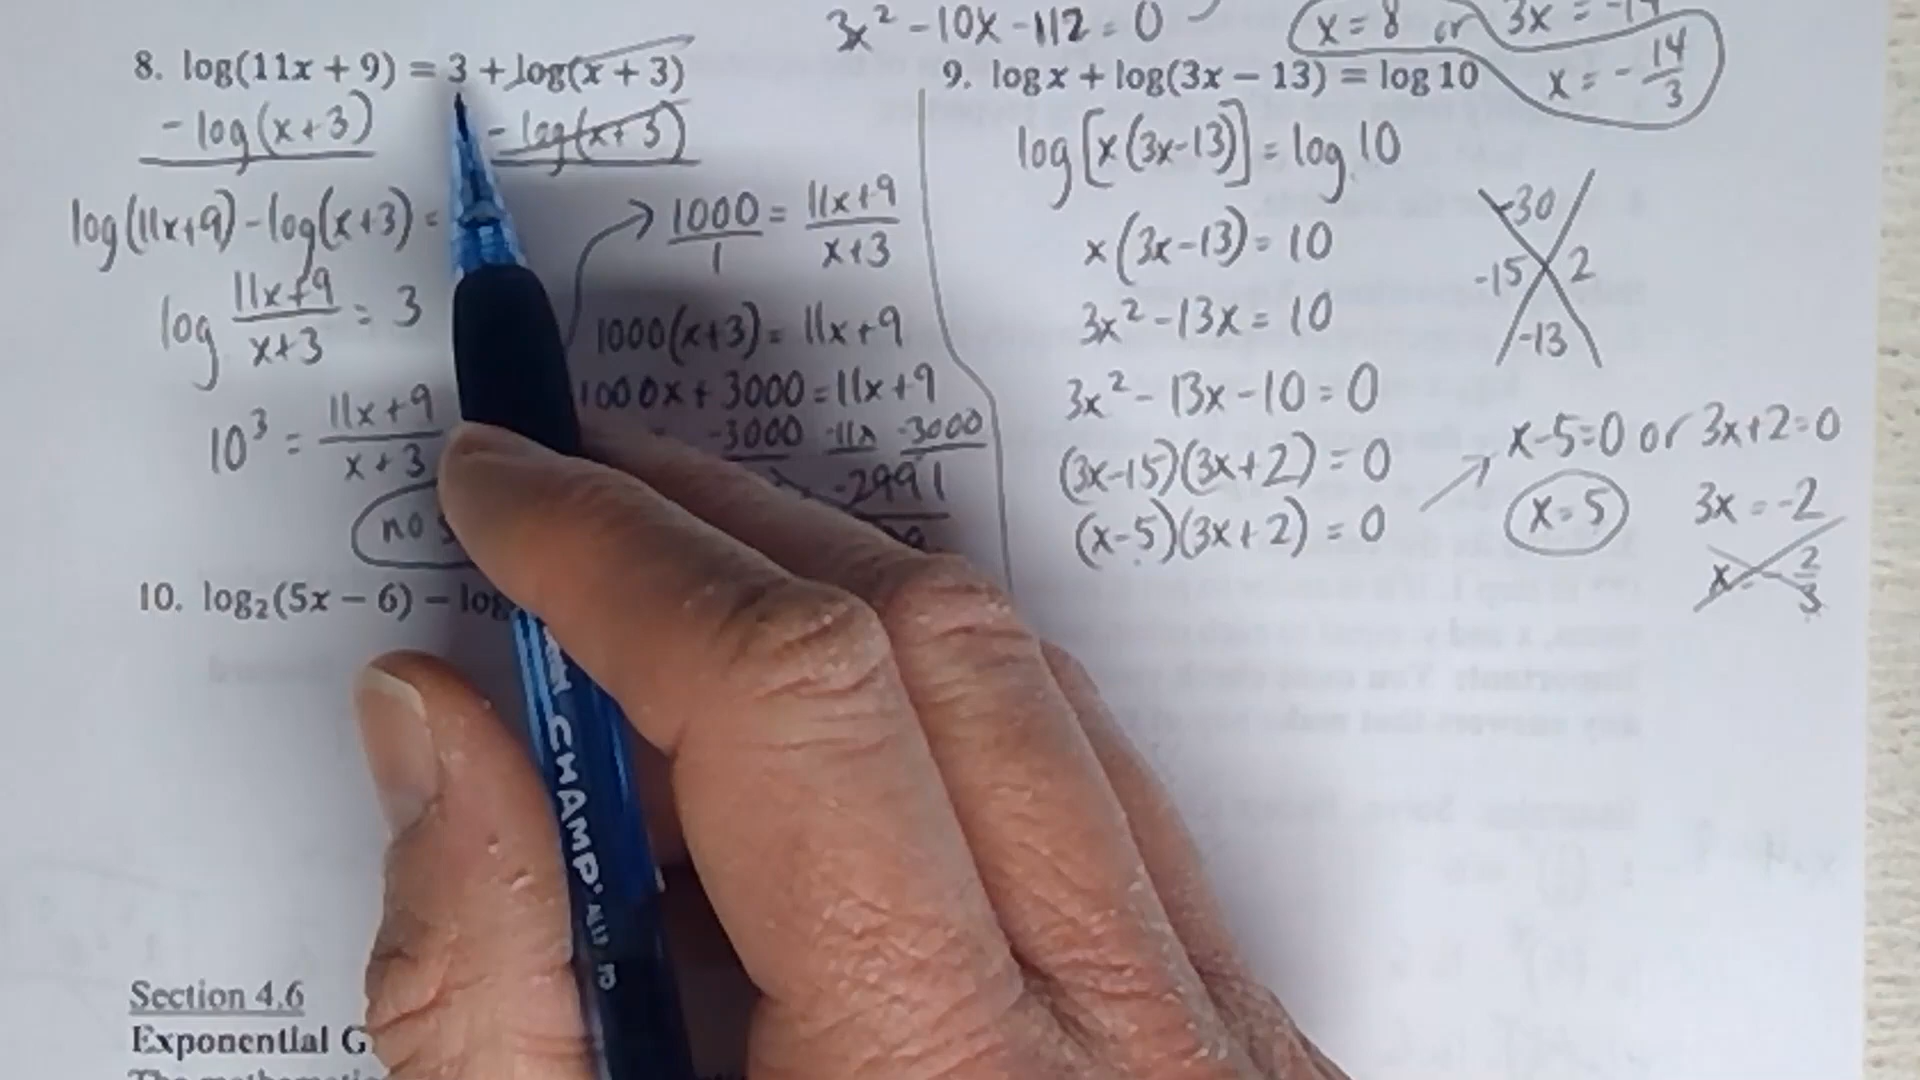 3x² - 10x - 112 = 0
x = 8 or 3x = -14
x = - 14/3
8. log(11x + 9) = 3 + log(x + 3)
- log(x+3) - log(x+3)
log(11x+9) - log(x+3) =
log (11x+9)/(x+3) = 3
10³ = (11x+9)/(x+3)
no
1000/1 = (11x+9)/(x+3)
1000(x+3) = 11x+9
1000x + 3000 = 11x+9
-3000 -11x -3000
-2991
9. log x + log(3x − 13) = log 10
log[x(3x-13)] = log 10
x(3x-13) = 10
3x² - 13x = 10
3x² - 13x - 10 = 0
(3x-15)(3x+2) = 0
(x-5)(3x+2) = 0
-30
-15 2
-13
x-5=0 or 3x+2=0
x=5 3x = -2
x = - 2/3
10. log₂(5x − 6) − log
CHAMP
Section 4.6
Exponential G
The